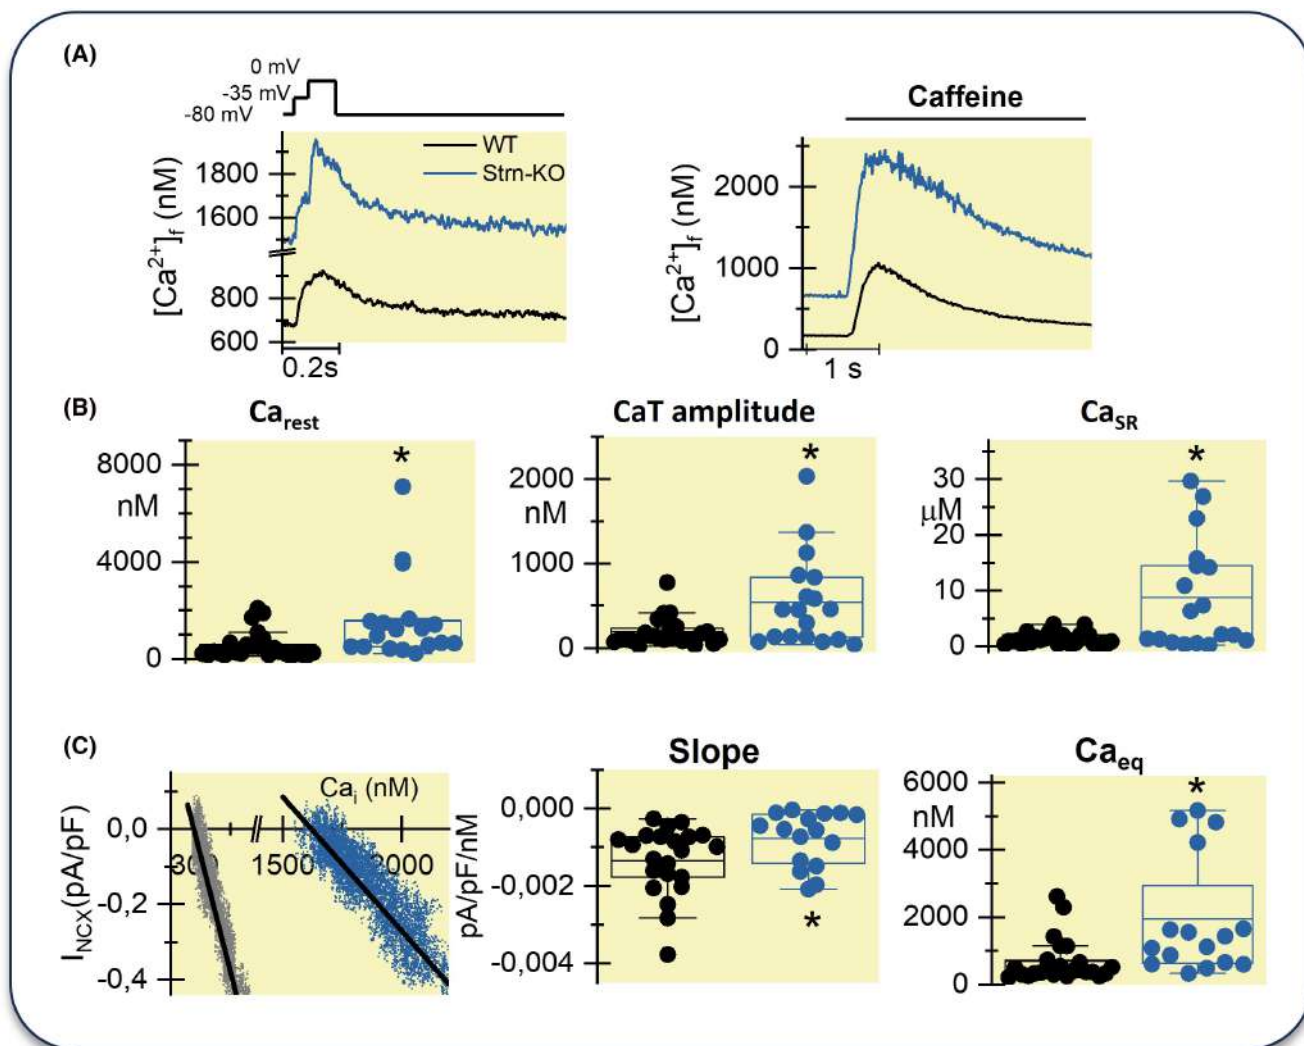 (A)
0 mV
-35 mV
-80 mV
WT
Strn-KO
[Ca2+]f (nM)
1800
1600
800
600
0.2s
Caffeine
[Ca2+]f (nM)
2000
1000
0
1 s
(B)
Carest
8000
nM
4000
0
*
CaT amplitude
2000
nM
1000
0
*
CaSR
30
μM
20
10
0
*
(C)
INCX(pA/pF)
0,0
-0,2
-0,4
Cai (nM)
300
1500
2000
Slope
pA/pF/nM
0,000
-0,002
-0,004
*
Caeq
6000
nM
4000
2000
0
*